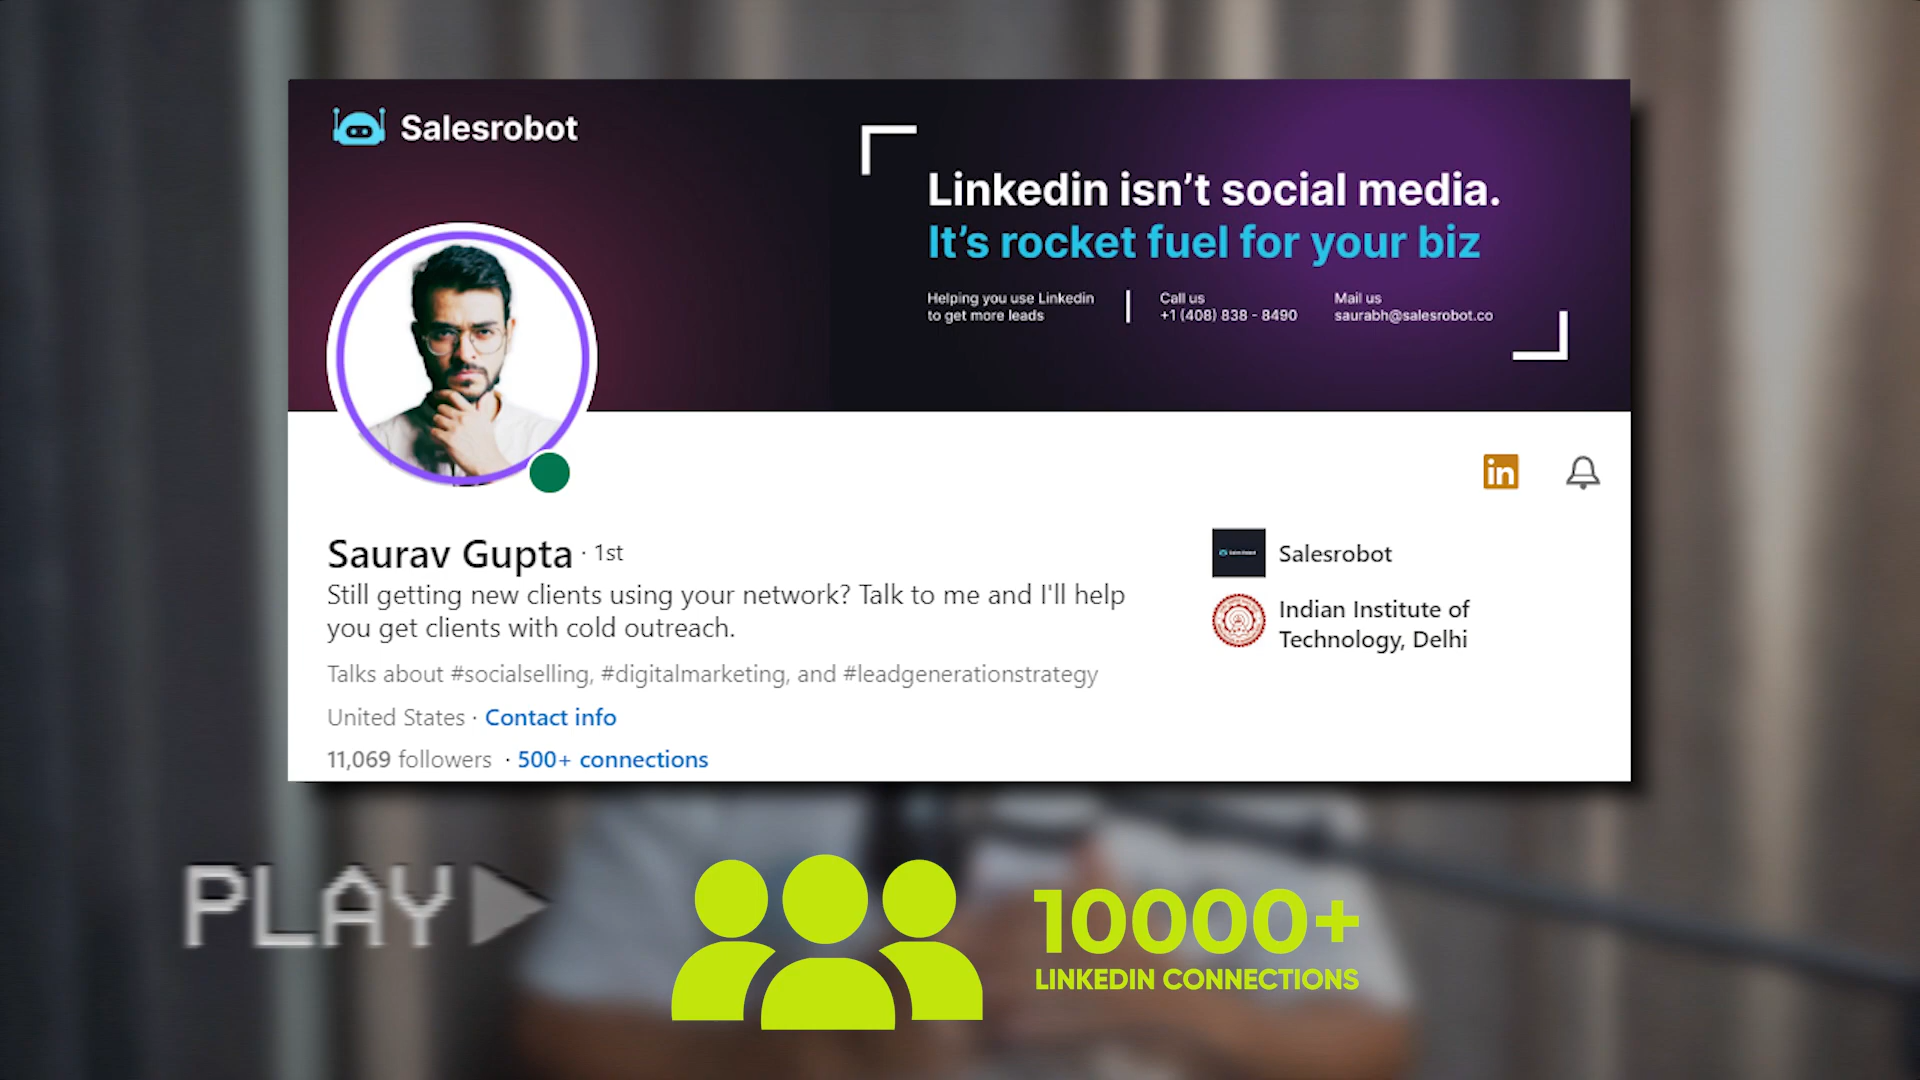 Salesrobot
Linkedin isn’t social media.
It’s rocket fuel for your biz
Helping you use Linkedin
to get more leads
Call us
+1 (408) 838 - 8490
Mail us
saurabh@salesrobot.co
in
Saurav Gupta · 1st
Still getting new clients using your network? Talk to me and I'll help
you get clients with cold outreach.
Talks about #socialselling, #digitalmarketing, and #leadgenerationstrategy
United States · Contact info
11,069 followers · 500+ connections
Salesrobot
Indian Institute of
Technology, Delhi
PLAY
10000+
LINKEDIN CONNECTIONS